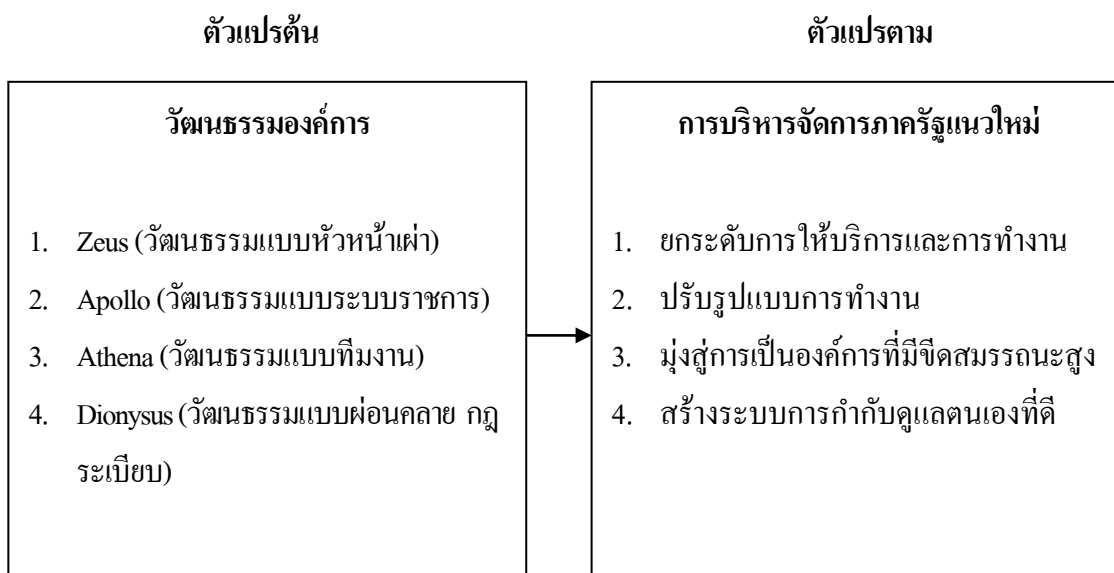 ตัวแปรต้น
ตัวแปรตาม
วัฒนธรรมองค์การ
1. Zeus (วัฒนธรรมแบบหัวหน้าเผ่า)
2. Apollo (วัฒนธรรมแบบระบบราชการ)
3. Athena (วัฒนธรรมแบบทีมงาน)
4. Dionysus (วัฒนธรรมแบบผ่อนคลาย กฎ
ระเบียบ)
การบริหารจัดการภาครัฐแนวใหม่
1. ยกระดับการให้บริการและการทำงาน
2. ปรับรูปแบบการทำงาน
3. มุ่งสู่การเป็นองค์การที่มีขีดสมรรถนะสูง
4. สร้างระบบการกำกับดูแลตนเองที่ดี